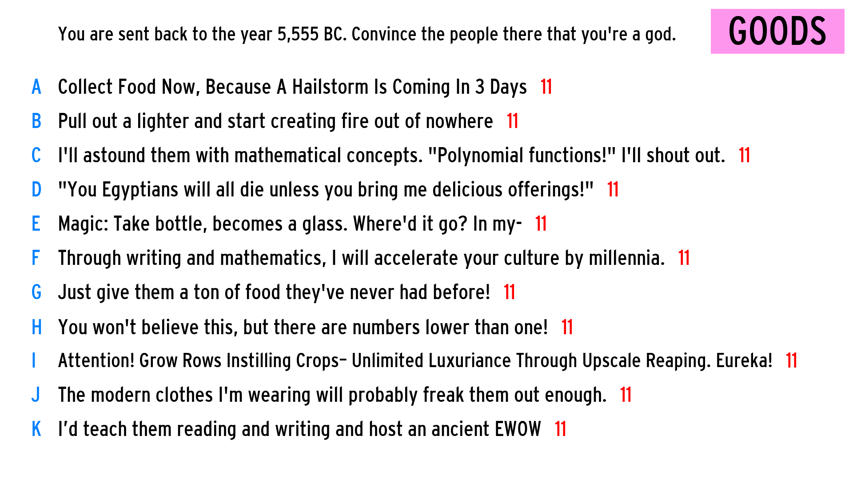 You are sent back to the year 5,555 BC. Convince the people there that you're a god.
GOODS
A Collect Food Now, Because A Hailstorm Is Coming In 3 Days 11
B Pull out a lighter and start creating fire out of nowhere 11
C I'll astound them with mathematical concepts. "Polynomial functions!" I'll shout out. 11
D "You Egyptians will all die unless you bring me delicious offerings!" 11
E Magic: Take bottle, becomes a glass. Where'd it go? In my- 11
F Through writing and mathematics, I will accelerate your culture by millennia. 11
G Just give them a ton of food they've never had before! 11
H You won't believe this, but there are numbers lower than one! 11
I Attention! Grow Rows Instilling Crops– Unlimited Luxuriance Through Upscale Reaping. Eureka! 11
J The modern clothes I'm wearing will probably freak them out enough. 11
K I’d teach them reading and writing and host an ancient EWOW 11